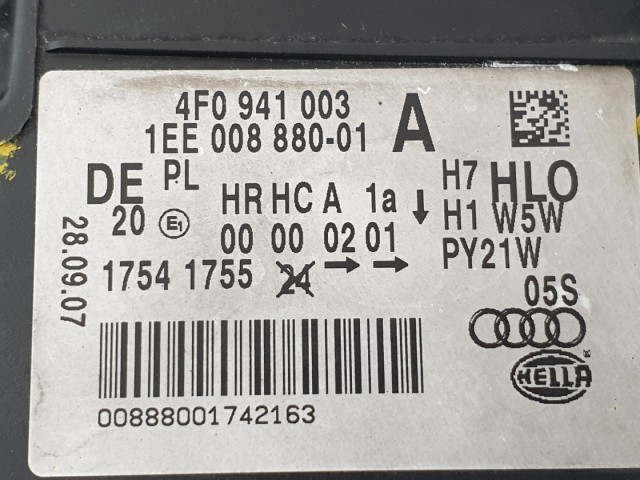 4F0 941 003
1EE 008 880-01 A
DE PL HR HC A 1a ↓ H7 HLO
20 E1 00 00 02 01 H1 W5W
PY21W
1754 1755 24 → →
05S
28.09.07
HELLA
00888001742163